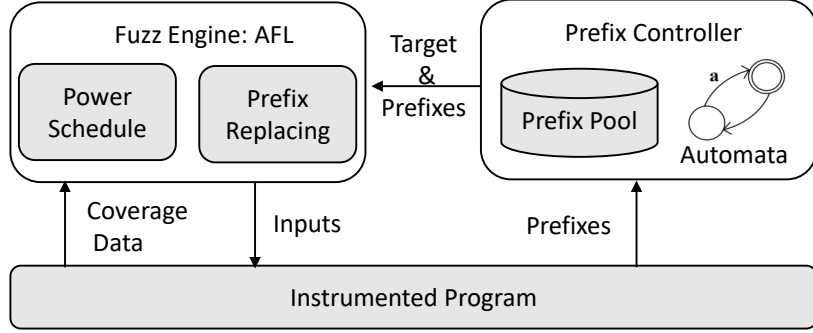 Fuzz Engine: AFL
Power
Schedule
Prefix
Replacing
Target
&
Prefixes
Prefix Controller
Prefix Pool
a
Automata
Coverage
Data
Inputs
Prefixes
Instrumented Program